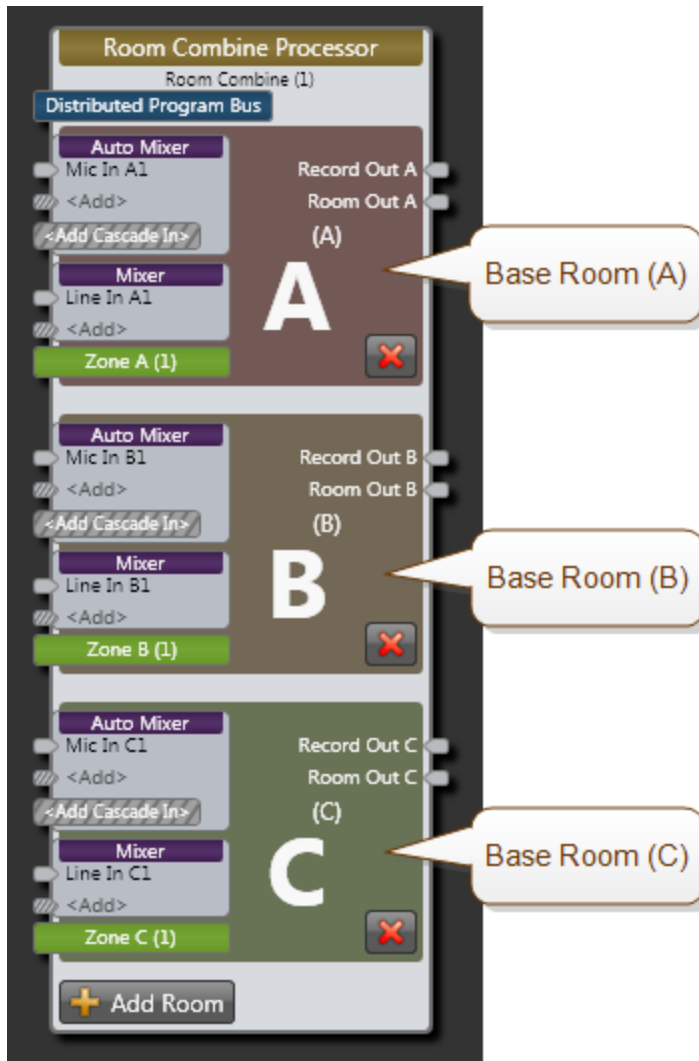 Room Combine Processor
Room Combine (1)
Distributed Program Bus
Auto Mixer
Mic In A1
Record Out A
<Add>
Room Out A
<Add Cascade In>
(A)
Mixer
Line In A1
A
<Add>
Zone A (1)
Base Room (A)
Auto Mixer
Mic In B1
Record Out B
<Add>
Room Out B
<Add Cascade In>
(B)
Mixer
Line In B1
B
<Add>
Zone B (1)
Base Room (B)
Auto Mixer
Mic In C1
Record Out C
<Add>
Room Out C
<Add Cascade In>
(C)
Mixer
Line In C1
C
<Add>
Zone C (1)
Base Room (C)
Add Room